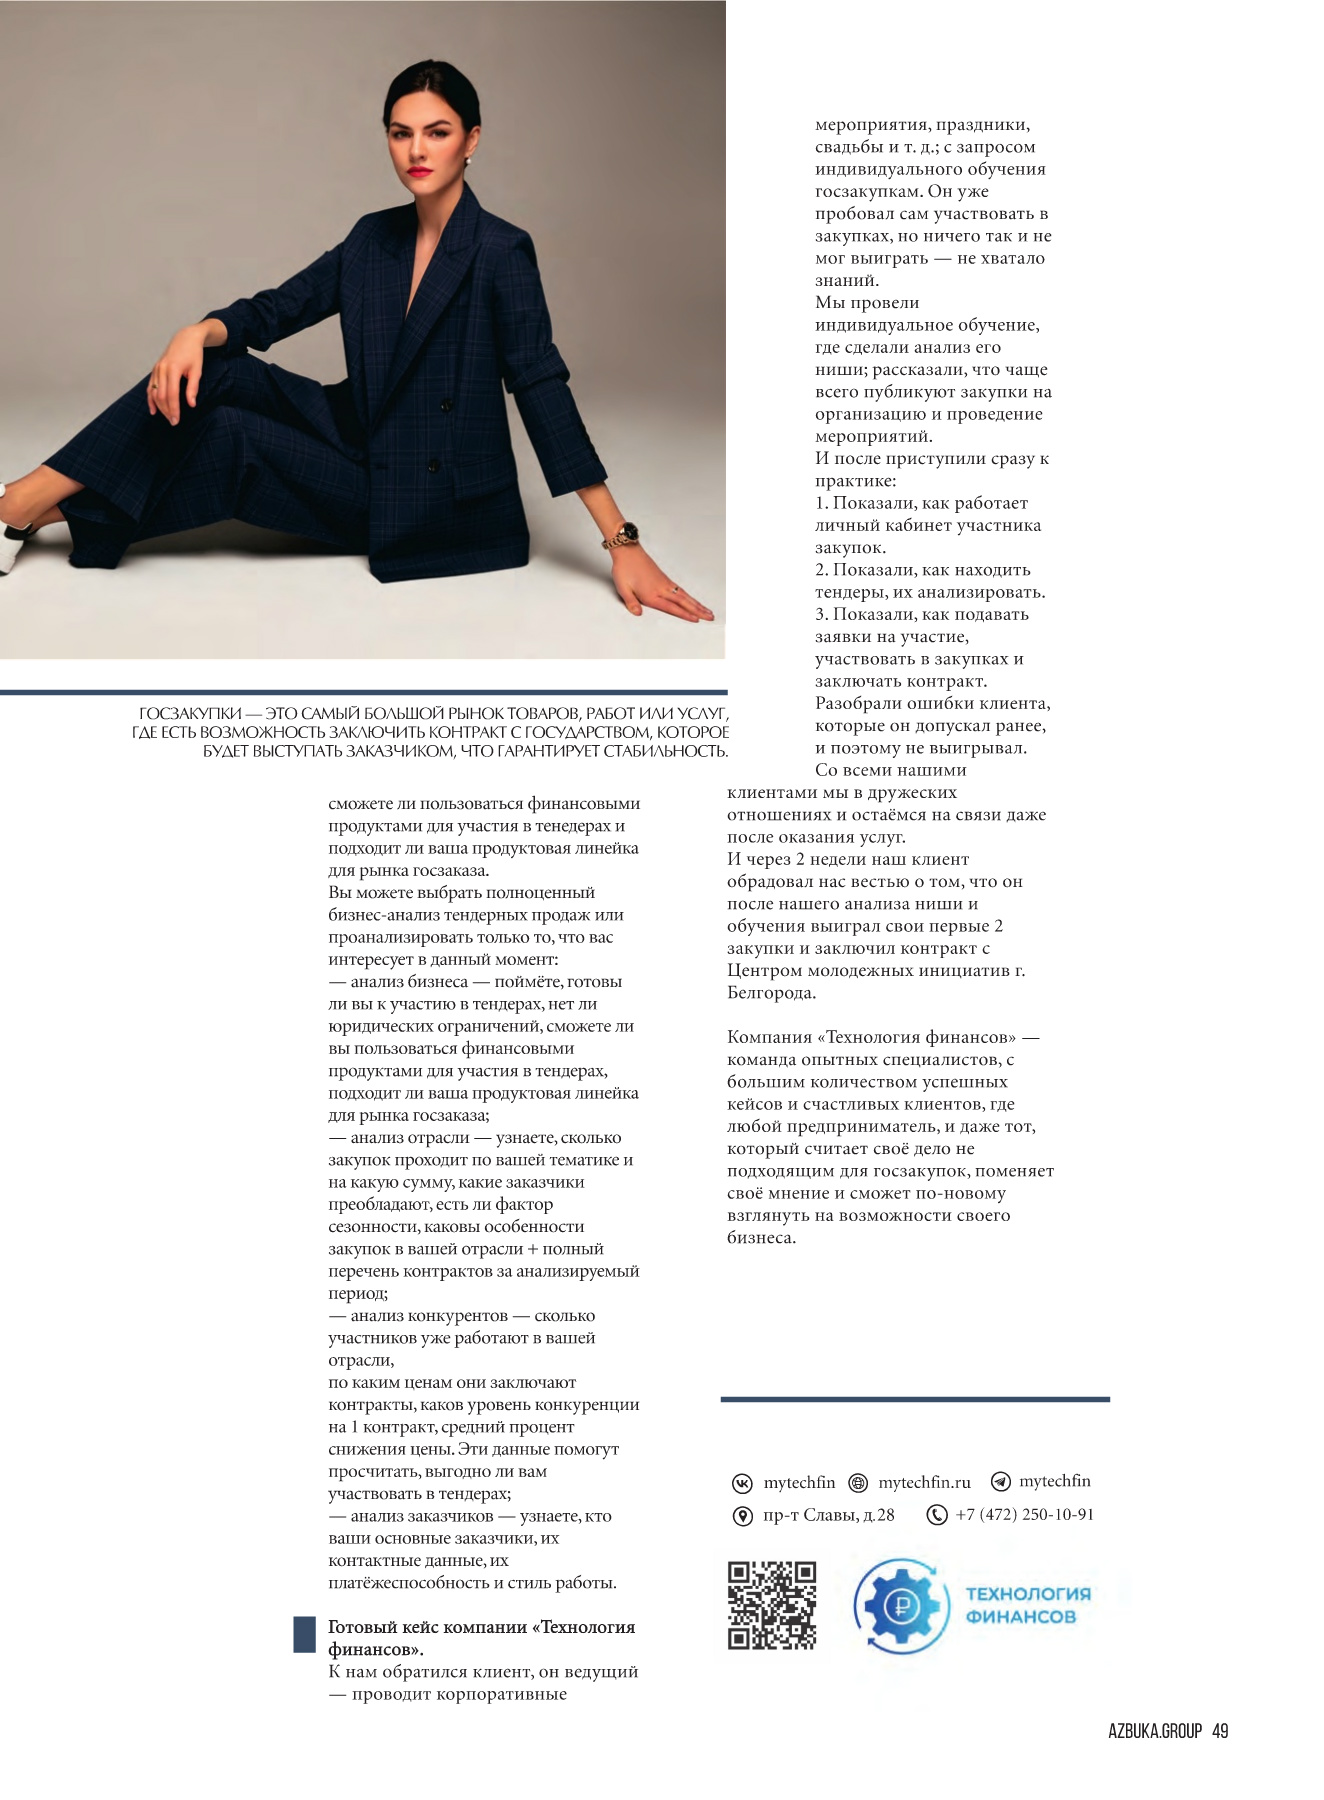 ГОСЗАКУПКИ — ЭТО САМЫЙ БОЛЬШОЙ РЫНОК ТОВАРОВ, РАБОТ ИЛИ УСЛУГ,
ГДЕ ЕСТЬ ВОЗМОЖНОСТЬ ЗАКЛЮЧИТЬ КОНТРАКТ С ГОСУДАРСТВОМ, КОТОРОЕ
БУДЕТ ВЫСТУПАТЬ ЗАКАЗЧИКОМ, ЧТО ГАРАНТИРУЕТ СТАБИЛЬНОСТЬ.
сможете ли пользоваться финансовыми
продуктами для участия в тенедерах и
подходит ли ваша продуктовая линейка
для рынка госзаказа.
Вы можете выбрать полноценный
бизнес-анализ тендерных продаж или
проанализировать только то, что вас
интересует в данный момент:
— анализ бизнеса — поймёте, готовы
ли вы к участию в тендерах, нет ли
юридических ограничений, сможете ли
вы пользоваться финансовыми
продуктами для участия в тендерах,
подходит ли ваша продуктовая линейка
для рынка госзаказа;
— анализ отрасли — узнаете, сколько
закупок проходит по вашей тематике и
на какую сумму, какие заказчики
преобладают, есть ли фактор
сезонности, каковы особенности
закупок в вашей отрасли + полный
перечень контрактов за анализируемый
период;
— анализ конкурентов — сколько
участников уже работают в вашей
отрасли,
по каким ценам они заключают
контракты, каков уровень конкуренции
на 1 контракт, средний процент
снижения цены. Эти данные помогут
просчитать, выгодно ли вам
участвовать в тендерах;
— анализ заказчиков — узнаете, кто
ваши основные заказчики, их
контактные данные, их
платёжеспособность и стиль работы.
Готовый кейс компании «Технология
финансов».
К нам обратился клиент, он ведущий
— проводит корпоративные
мероприятия, праздники,
свадьбы и т. д.; с запросом
индивидуального обучения
госзакупкам. Он уже
пробовал сам участвовать в
закупках, но ничего так и не
мог выиграть — не хватало
знаний.
Мы провели
индивидуальное обучение,
где сделали анализ его
ниши; рассказали, что чаще
всего публикуют закупки на
организацию и проведение
мероприятий.
И после приступили сразу к
практике:
1. Показали, как работает
личный кабинет участника
закупок.
2. Показали, как находить
тендеры, их анализировать.
3. Показали, как подавать
заявки на участие,
участвовать в закупках и
заключать контракт.
Разобрали ошибки клиента,
которые он допускал ранее,
и поэтому не выигрывал.
Со всеми нашими
клиентами мы в дружеских
отношениях и остаёмся на связи даже
после оказания услуг.
И через 2 недели наш клиент
обрадовал нас вестью о том, что он
после нашего анализа ниши и
обучения выиграл свои первые 2
закупки и заключил контракт с
Центром молодежных инициатив г.
Белгорода.
Компания «Технология финансов» —
команда опытных специалистов, с
большим количеством успешных
кейсов и счастливых клиентов, где
любой предприниматель, и даже тот,
который считает своё дело не
подходящим для госзакупок, поменяет
своё мнение и сможет по-новому
взглянуть на возможности своего
бизнеса.
mytechfin mytechfin.ru mytechfin
пр-т Славы, д.28 +7 (472) 250-10-91
ТЕХНОЛОГИЯ
ФИНАНСОВ
AZBUKA.GROUP 49